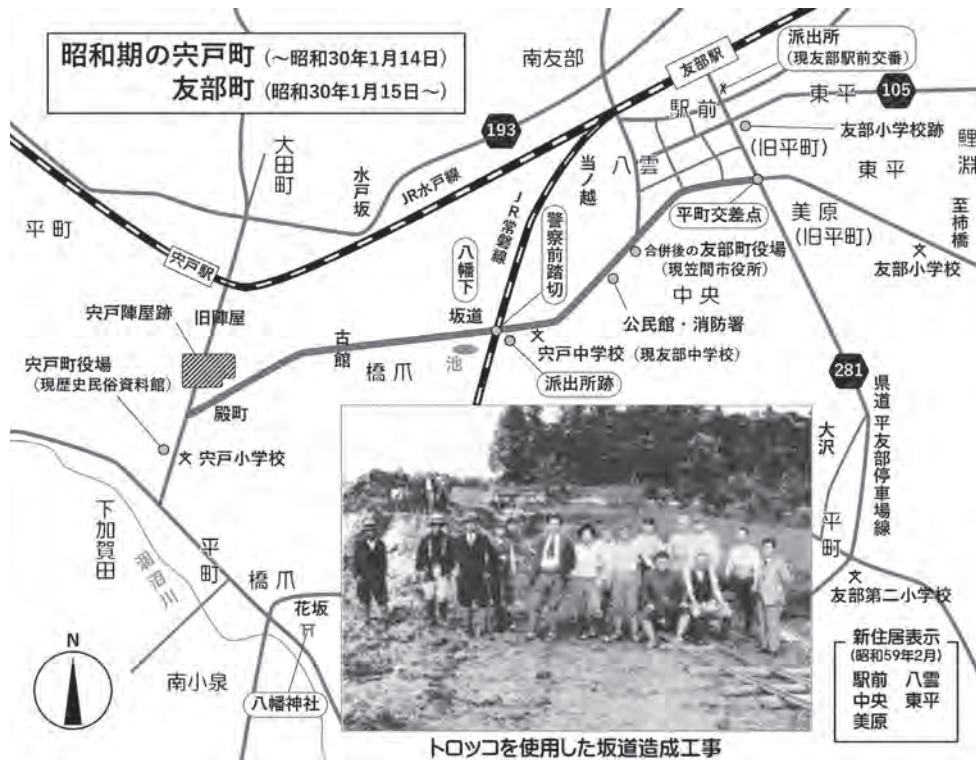 昭和期の宍戸町（～昭和30年1月14日）
友部町（昭和30年1月15日～）
南友部
友部駅
派出所
（現友部駅前交番）
駅前
東平
105
193
友部小学校跡
（旧平町）
鯉淵
東平
八雲
当ノ越
大田町
水戸坂
JR水戸線
JR常磐線
平町
宍戸駅
八幡下
警察前踏切
平町交差点
美原
（旧平町）
至柿橋
友部小学校
合併後の友部町役場
（現笠間市役所）
中央
公民館・消防署
坂道
宍戸陣屋跡
旧陣屋
古館
橋爪
池
宍戸中学校（現友部中学校）
派出所跡
宍戸町役場
（現歴史民俗資料館）
殿町
宍戸小学校
281
県道 平友部停車場線
大沢
平町
友部第二小学校
下加賀田
涸沼川
平町
橋爪
花坂
南小泉
八幡神社
N
新住居表示
（昭和59年2月）
駅前 八雲
中央 東平
美原
トロッコを使用した坂道造成工事